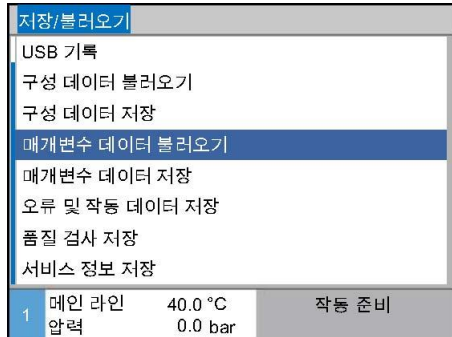 저장/불러오기
USB 기록
구성 데이터 불러오기
구성 데이터 저장
매개변수 데이터 불러오기
매개변수 데이터 저장
오류 및 작동 데이터 저장
품질 검사 저장
서비스 정보 저장
1 메인 라인 40.0 °C 작동 준비
압력 0.0 bar